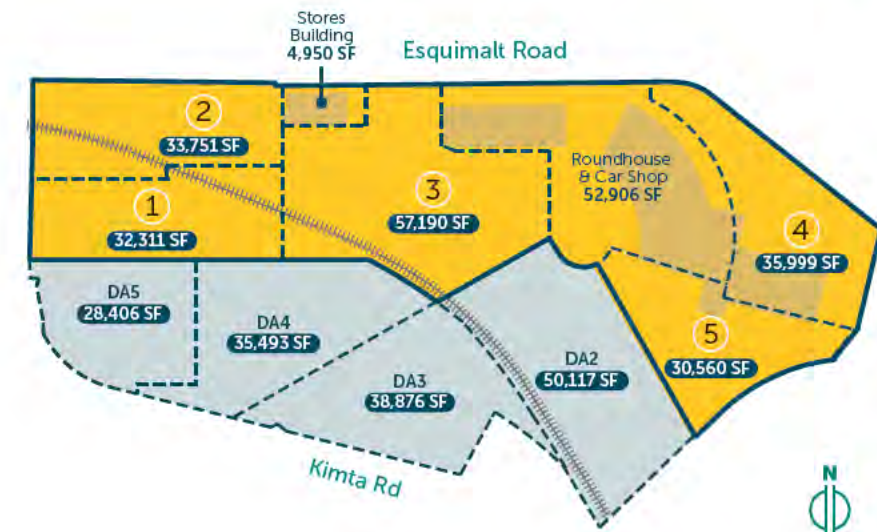 Stores
Building
4,950 SF
Esquimalt Road
2
33,751 SF
Roundhouse
& Car Shop
52,906 SF
1
32,311 SF
3
57,190 SF
4
35,999 SF
DA5
28,406 SF
DA4
35,493 SF
5
30,560 SF
DA2
50,117 SF
DA3
38,876 SF
Kimta Rd
N